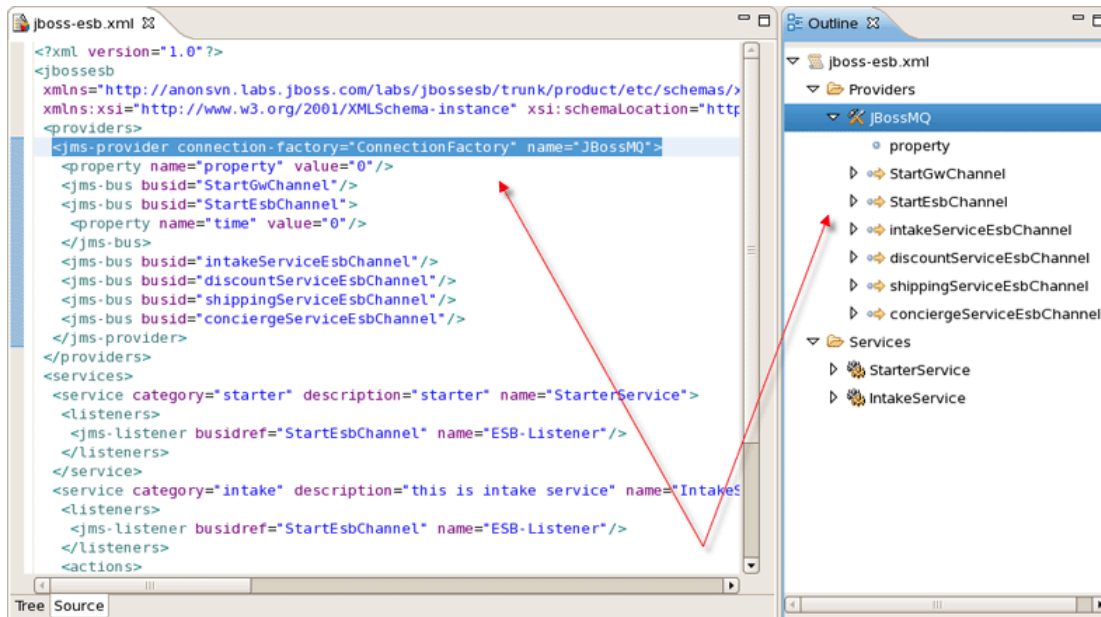 jboss-esb.xml
<?xml version="1.0"?>
<jbossesb
xmlns="http://anonsvn.labs.jboss.com/labs/jbossesb/trunk/product/etc/schemas/
xmlns:xsi="http://www.w3.org/2001/XMLSchema-instance" xsi:schemaLocation="http
<providers>
<jms-provider connection-factory="ConnectionFactory" name="JBossMQ">
<property name="property" value="0"/>
<jms-bus busid="StartGwChannel"/>
<jms-bus busid="StartEsbChannel">
<property name="time" value="0"/>
</jms-bus>
<jms-bus busid="intakeServiceEsbChannel"/>
<jms-bus busid="discountServiceEsbChannel"/>
<jms-bus busid="shippingServiceEsbChannel"/>
<jms-bus busid="conciergeServiceEsbChannel"/>
</jms-provider>
</providers>
<services>
<service category="starter" description="starter" name="StarterService">
<listeners>
<jms-listener busidref="StartEsbChannel" name="ESB-Listener"/>
</listeners>
</service>
<service category="intake" description="this is intake service" name="IntakeS
<listeners>
<jms-listener busidref="StartEsbChannel" name="ESB-Listener"/>
</listeners>
<actions>
Tree Source
Outline
jboss-esb.xml
Providers
JBossMQ
property
StartGwChannel
StartEsbChannel
intakeServiceEsbChannel
discountServiceEsbChannel
shippingServiceEsbChannel
conciergeServiceEsbChannel
Services
StarterService
IntakeService